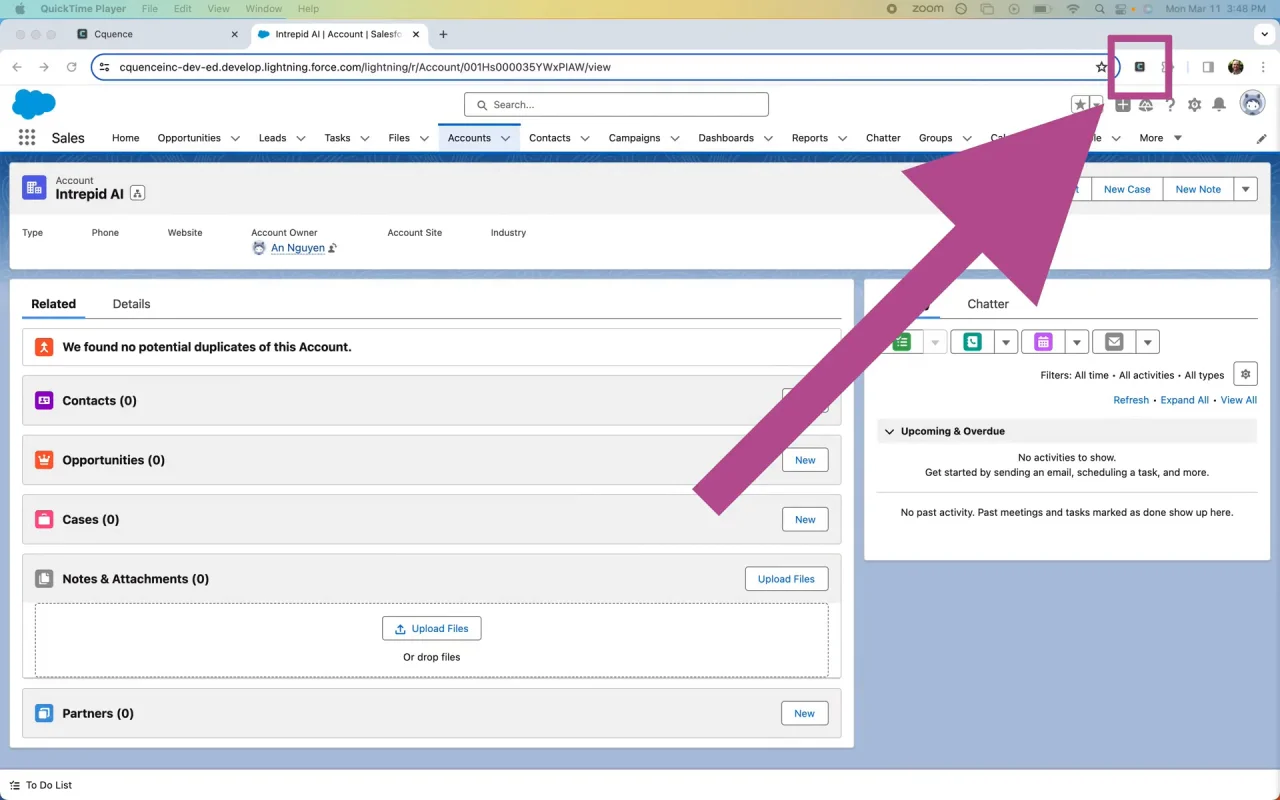 QuickTime Player File Edit View Window Help zoom Mon Mar 11 3:48 PM
Cquence Intrepid AI | Account | Salesfo
cquenceinc-dev-ed.develop.lightning.force.com/lightning/r/Account/001Hs000035YWxPIAW/view
Search...
Sales Home Opportunities Leads Tasks Files Accounts Contacts Campaigns Dashboards Reports Chatter Groups More
Account
Intrepid AI
New Case New Note
Type Phone Website Account Owner Account Site Industry
An Nguyen
Related Details Chatter
We found no potential duplicates of this Account.
Filters: All time • All activities • All types
Refresh • Expand All • View All
Contacts (0)
Upcoming & Overdue
No activities to show.
Get started by sending an email, scheduling a task, and more.
Opportunities (0) New
No past activity. Past meetings and tasks marked as done show up here.
Cases (0) New
Notes & Attachments (0) Upload Files
Upload Files
Or drop files
Partners (0) New
To Do List